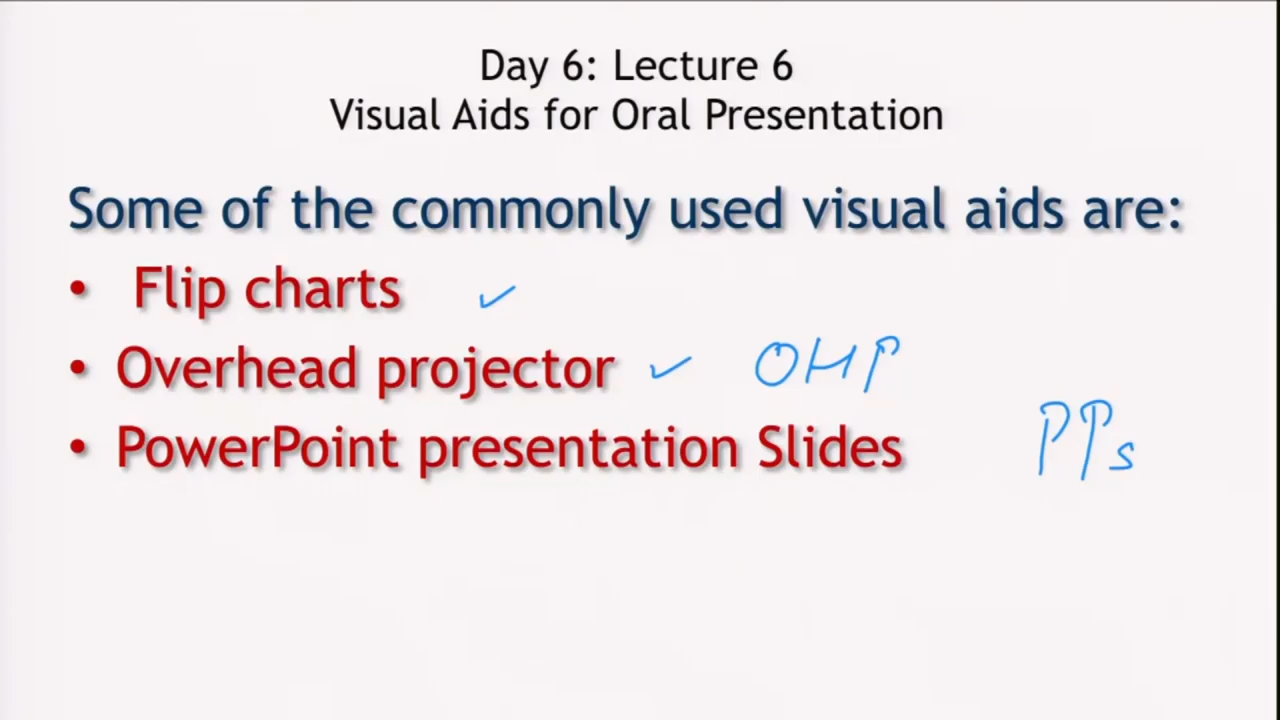 Day 6: Lecture 6
Visual Aids for Oral Presentation
Some of the commonly used visual aids are:
• Flip charts ✓
• Overhead projector ✓ OHP
• PowerPoint presentation Slides PPs